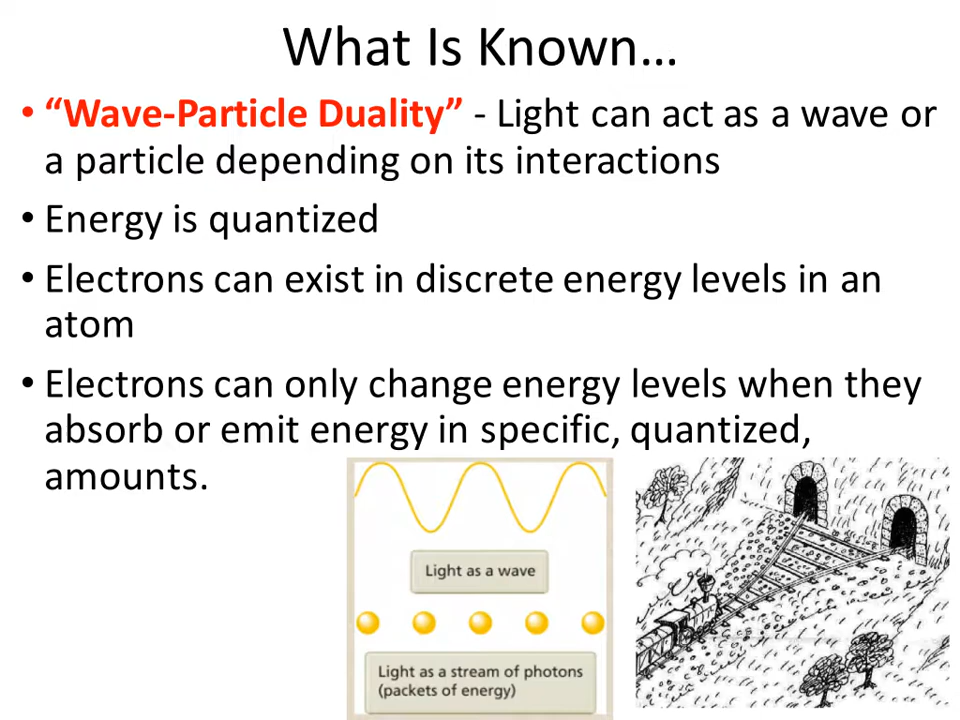 What Is Known...
• “Wave-Particle Duality” - Light can act as a wave or
a particle depending on its interactions
• Energy is quantized
• Electrons can exist in discrete energy levels in an
atom
• Electrons can only change energy levels when they
absorb or emit energy in specific, quantized,
amounts.
Light as a wave
Light as a stream of photons
(packets of energy)